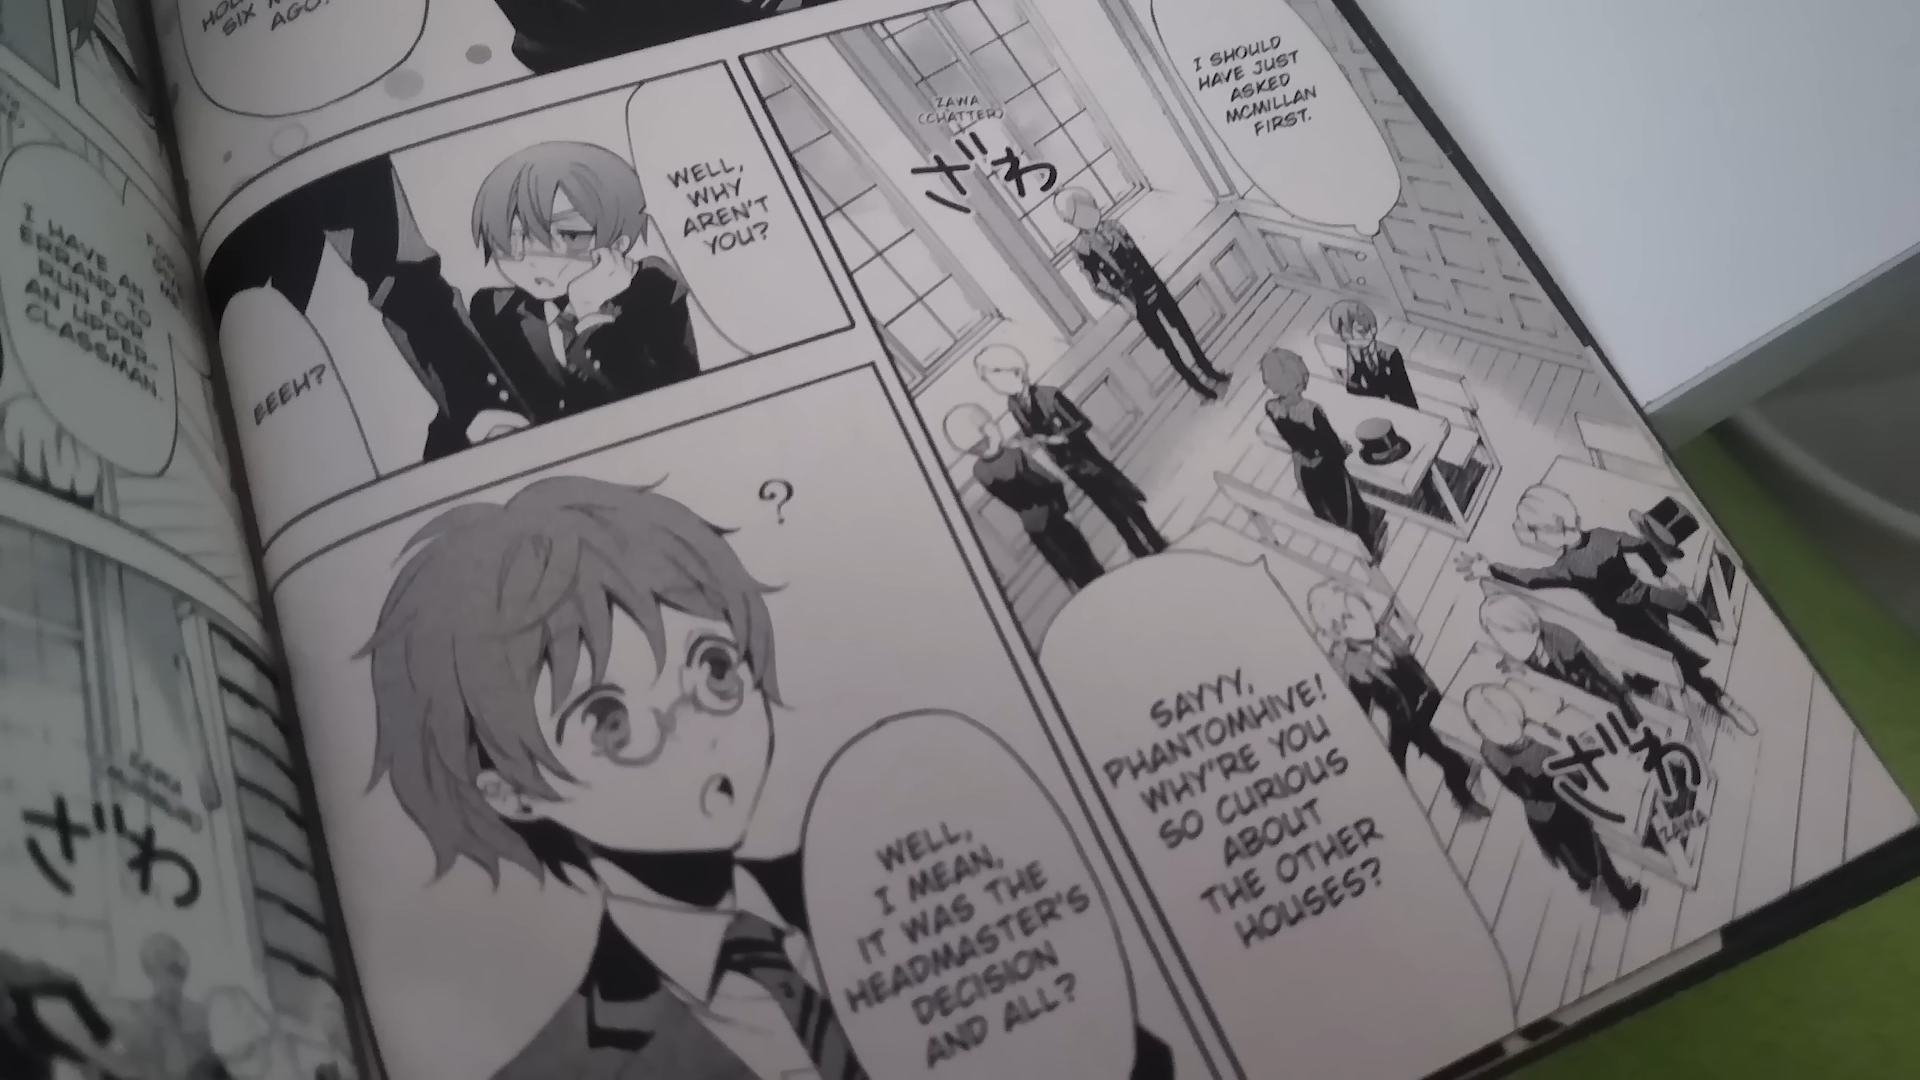 SIX
AGO.
I SHOULD
HAVE JUST
ASKED
MCMILLAN
FIRST.
ZAWA
(CHATTER)
ざわ
SAYYY,
PHANTOMHIVE!
WHY'RE YOU
SO CURIOUS
ABOUT
THE OTHER
HOUSES?
ざわ
ZAWA
WELL,
WHY
AREN'T
YOU?
EEEH?
?
WELL,
I MEAN,
IT WAS THE
HEADMASTER'S
DECISION
AND ALL?
I HAVE AN
ERRAND TO
RUN FOR
AN UPPER-
CLASSMAN.
ZAWA
ざわ